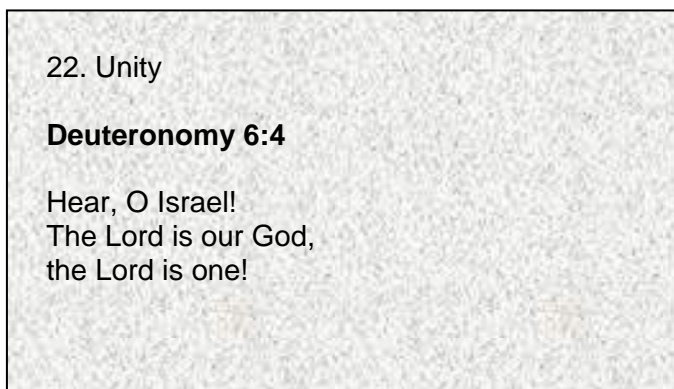 22. Unity
Deuteronomy 6:4
Hear, O Israel!
The Lord is our God,
the Lord is one!